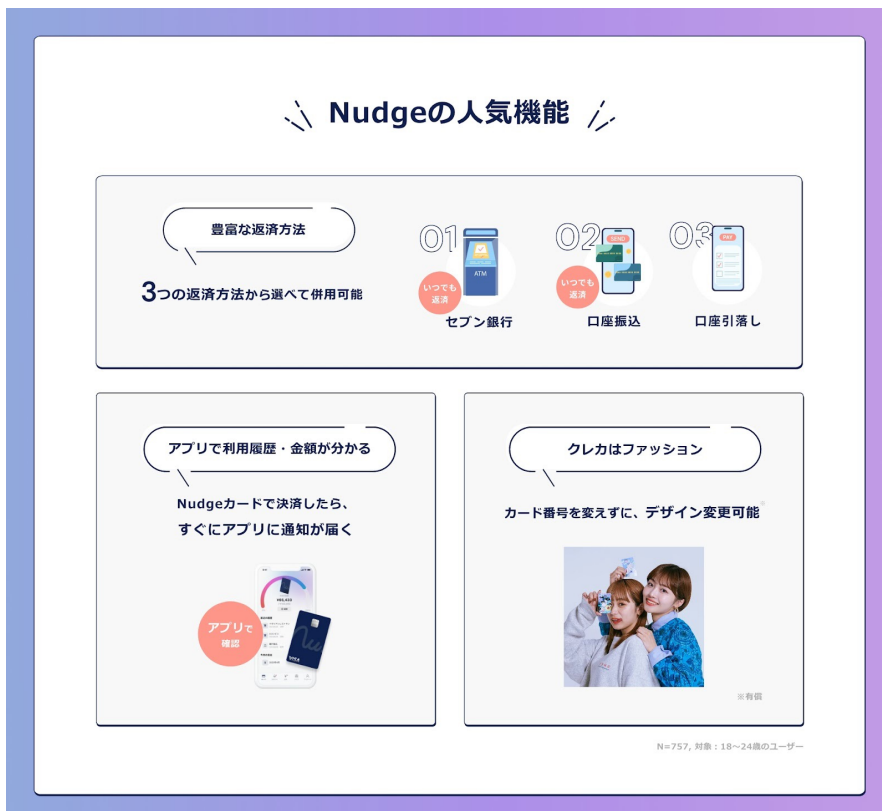 Nudgeの人気機能
豊富な返済方法
3つの返済方法から選べて併用可能
01
ATM
いつでも
返済
セブン銀行
02
SEND
いつでも
返済
口座振込
03
PAY
口座引落し
アプリで利用履歴・金額が分かる
Nudgeカードで決済したら、
すぐにアプリに通知が届く
アプリで
確認
クレカはファッション
カード番号を変えずに、デザイン変更可能※
※有償
N=757, 対象：18〜24歳のユーザー